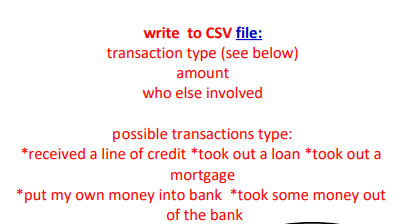 write to CSV file:
transaction type (see below)
amount
who else involved
possible transactions type:
*received a line of credit *took out a loan *took out a
mortgage
*put my own money into bank *took some money out
of the bank